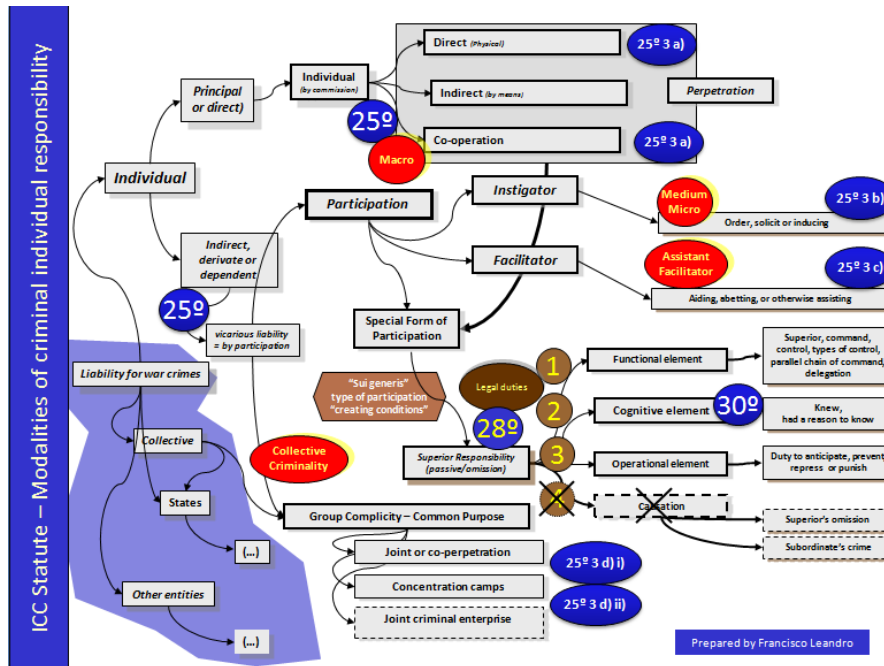 ICC Statute – Modalities of criminal individual responsibility
Individual
Principal
or direct)
Individual
(by commission)
25º
Macro
Direct (Physical)
25º 3 a)
Indirect (by means)
Perpetration
Co-operation
25º 3 a)
Participation
Instigator
Medium
Micro
25º 3 b)
Order, solicit or inducing
Facilitator
Assistant
Facilitator
25º 3 c)
Aiding, abetting, or otherwise assisting
Indirect,
derivate or
dependent
25º
vicarious liability
= by participation
Special Form of
Participation
Liability for war crimes
"Sui generis"
type of participation
"creating conditions"
Legal duties
28º
Superior Responsibility
(passive/omission)
1
Functional element
Superior, command,
control, types of control,
parallel chain of command,
delegation
2
Cognitive element
30º
Knew,
had a reason to know
3
Operational element
Duty to anticipate, prevent,
repress or punish
4
Causation
Superior's omission
Subordinate's crime
Collective
Collective
Criminality
States
(...)
Other entities
(...)
Group Complicity – Common Purpose
Joint or co-perpetration
25º 3 d) i)
Concentration camps
25º 3 d) ii)
Joint criminal enterprise
Prepared by Francisco Leandro